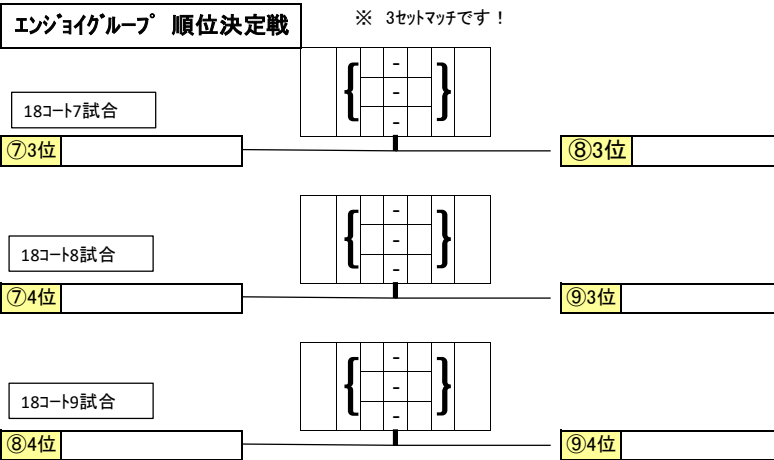 エンジョイグループ 順位決定戦
※ 3セットマッチです！
-
-
-
18コート7試合
⑦3位
⑧3位
-
-
-
18コート8試合
⑦4位
⑨3位
-
-
-
18コート9試合
⑧4位
⑨4位